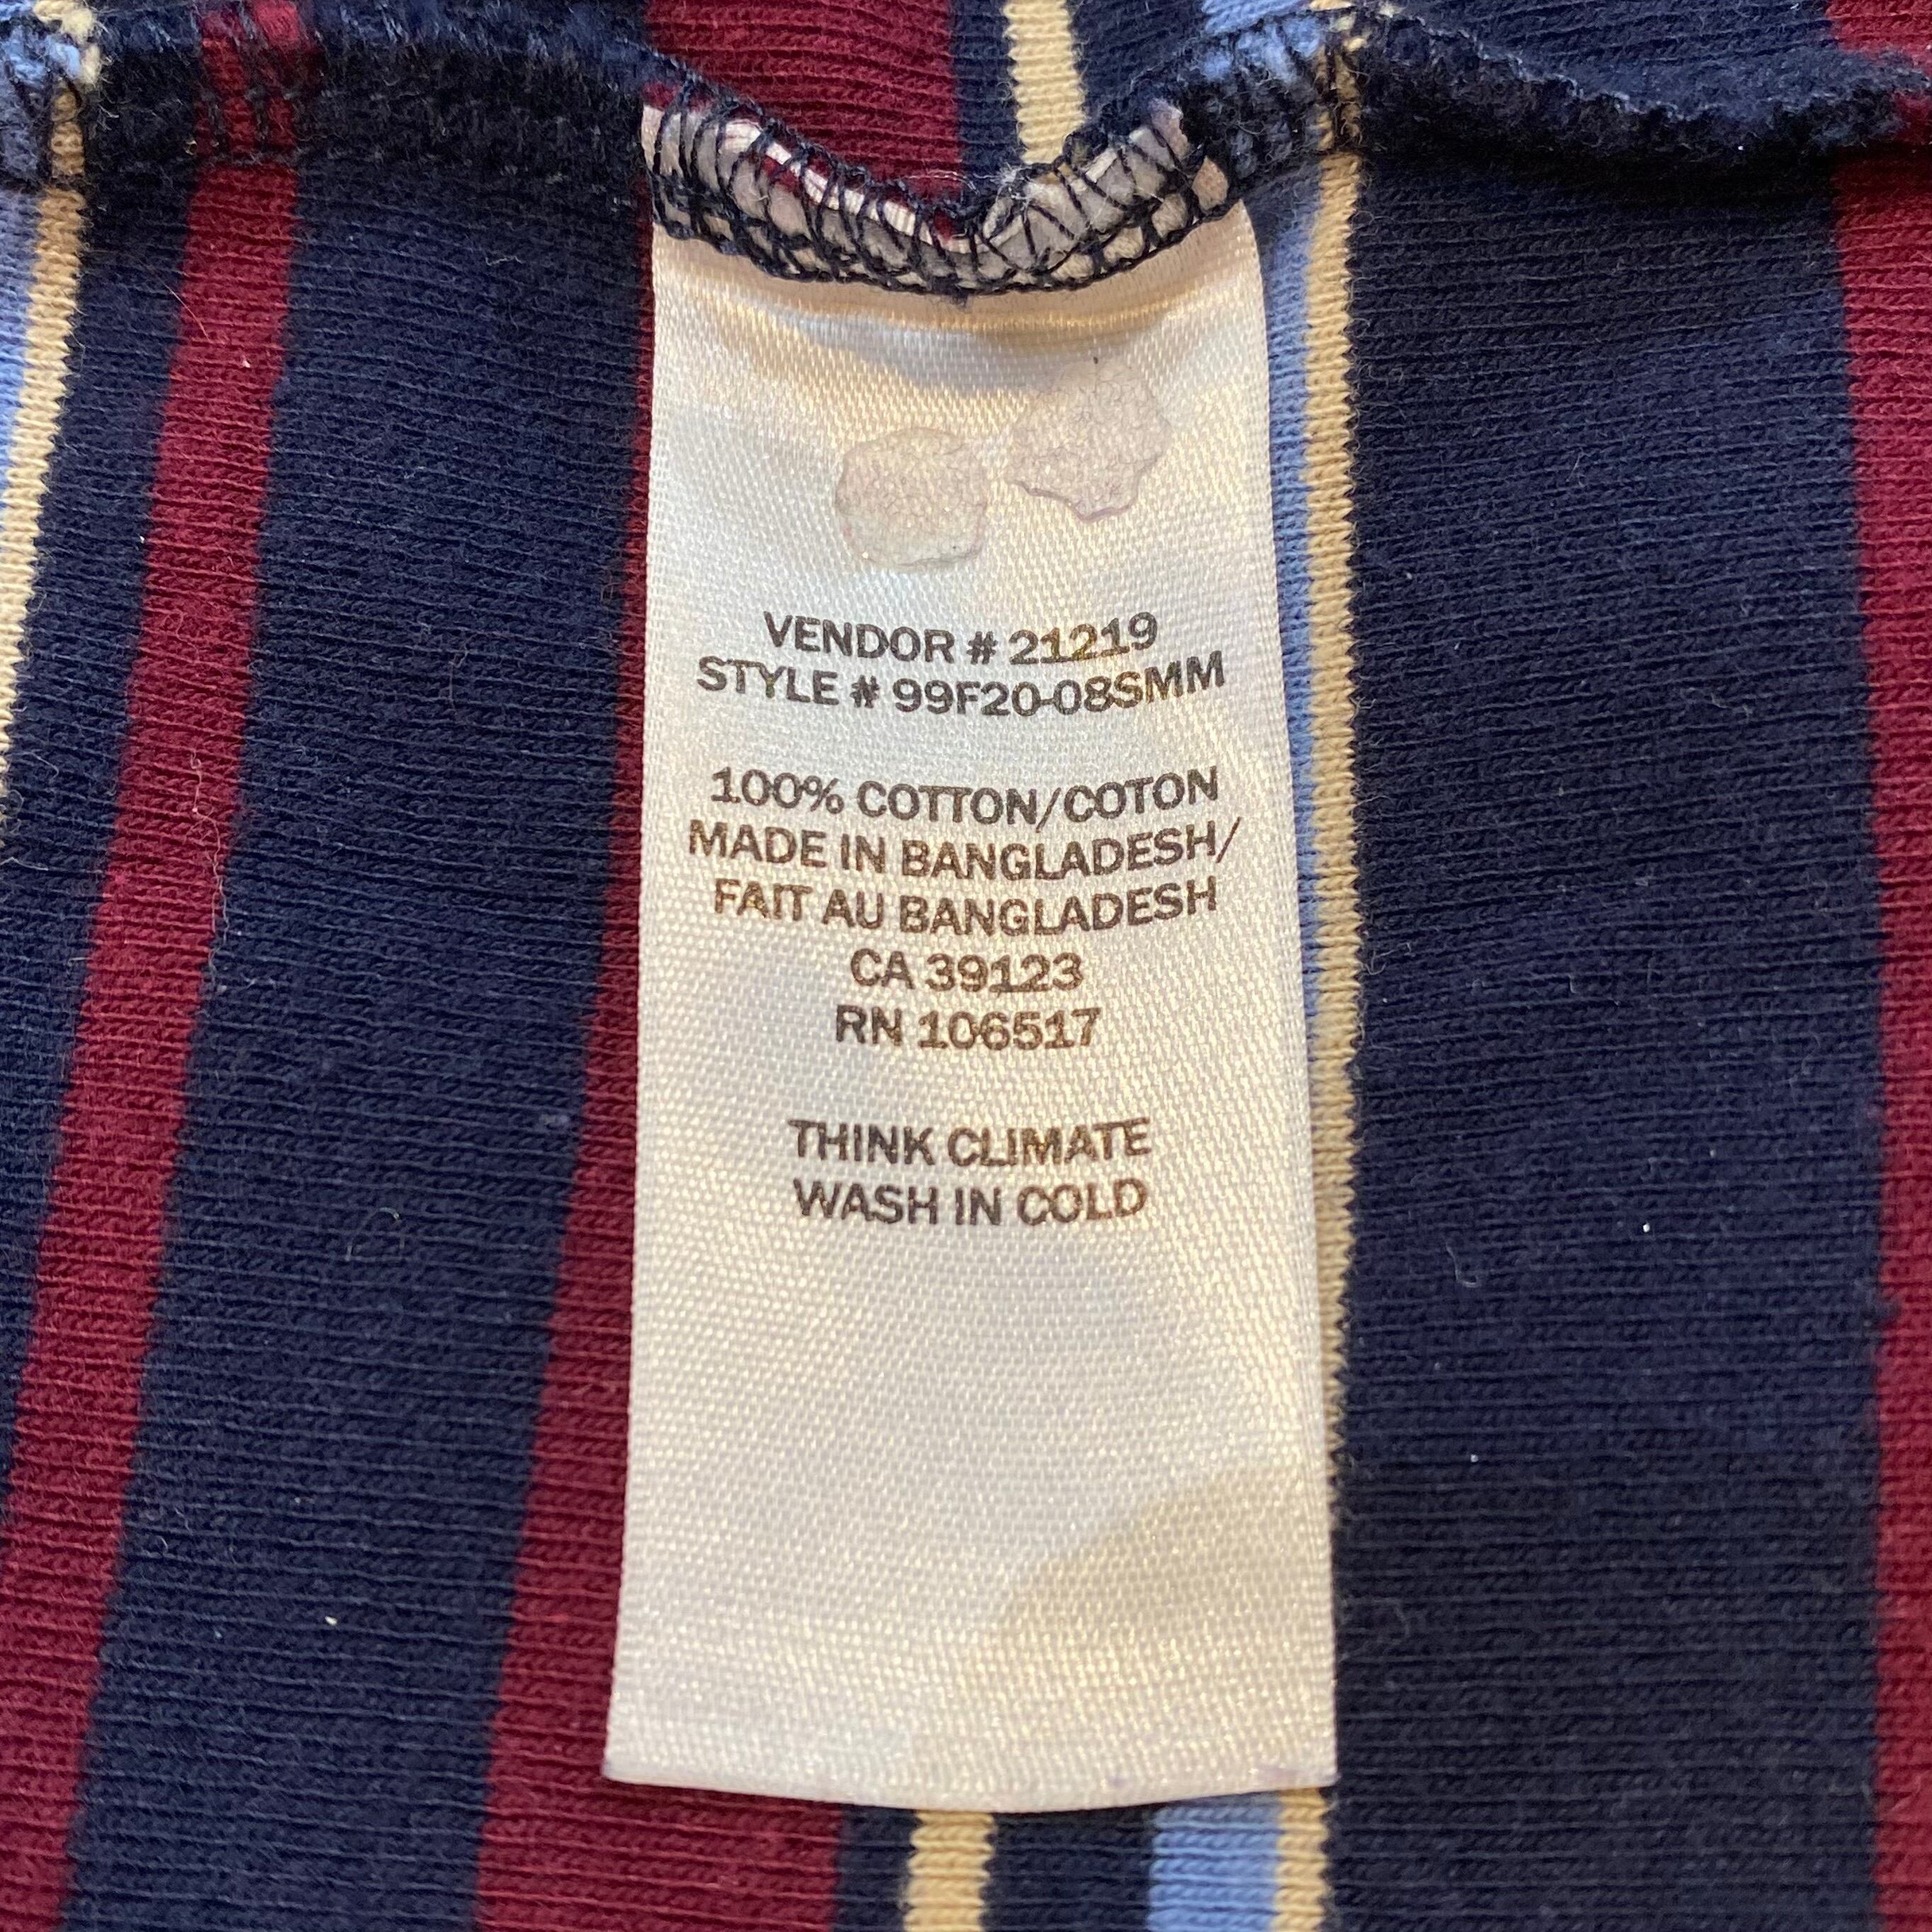 VENDOR # 21219
STYLE # 99F20-08SMM
100% COTTON/COTON
MADE IN BANGLADESH/
FAIT AU BANGLADESH
CA 39123
RN 106517
THINK CLIMATE
WASH IN COLD